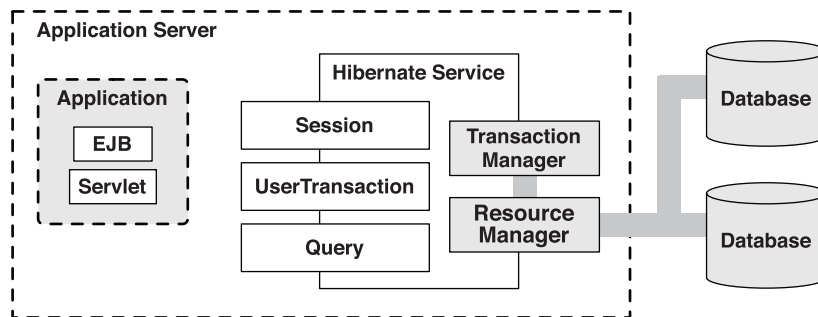 Application Server
Application
EJB
Servlet
Hibernate Service
Session
UserTransaction
Query
Transaction
Manager
Resource
Manager
Database
Database